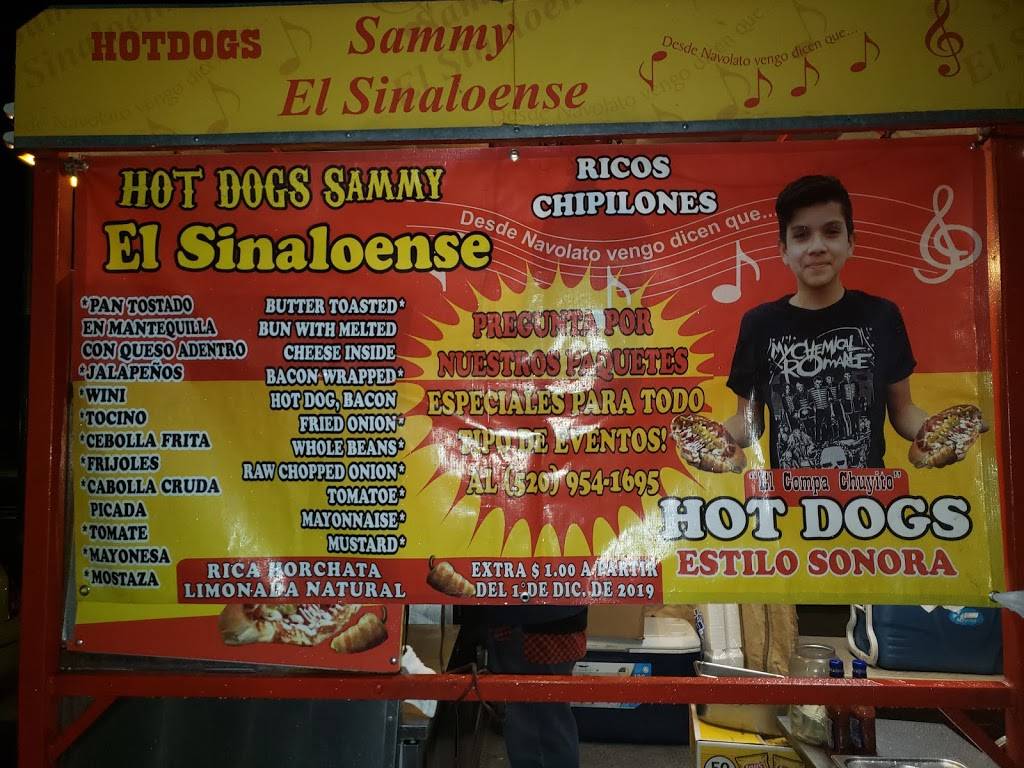 HOTDOGS
Sammy
El Sinaloense
Desde Navolato vengo dicen que...
HOT DOGS SAMMY
El Sinaloense
RICOS
CHIPILONES
Desde Navolato vengo dicen que...
*PAN TOSTADO
EN MANTEQUILLA
CON QUESO ADENTRO
*JALAPEÑOS
*WINI
*TOCINO
*CEBOLLA FRITA
*FRIJOLES
*CABOLLA CRUDA
PICADA
*TOMATE
*MAYONESA
*MOSTAZA
BUTTER TOASTED*
BUN WITH MELTED
CHEESE INSIDE
BACON WRAPPED*
HOT DOG, BACON
FRIED ONION*
WHOLE BEANS*
RAW CHOPPED ONION*
TOMATOE*
MAYONNAISE*
MUSTARD*
PREGUNTA POR
NUESTROS PAQUETES
ESPECIALES PARA TODO
TIPO DE EVENTOS!
AL (520) 954-1695
MY CHEMICAL
ROMANCE
"El Compa Chuyito"
HOT DOGS
ESTILO SONORA
RICA HORCHATA
LIMONADA NATURAL
EXTRA $ 1.00 A PARTIR
DEL 1 DE DIC. DE 2019